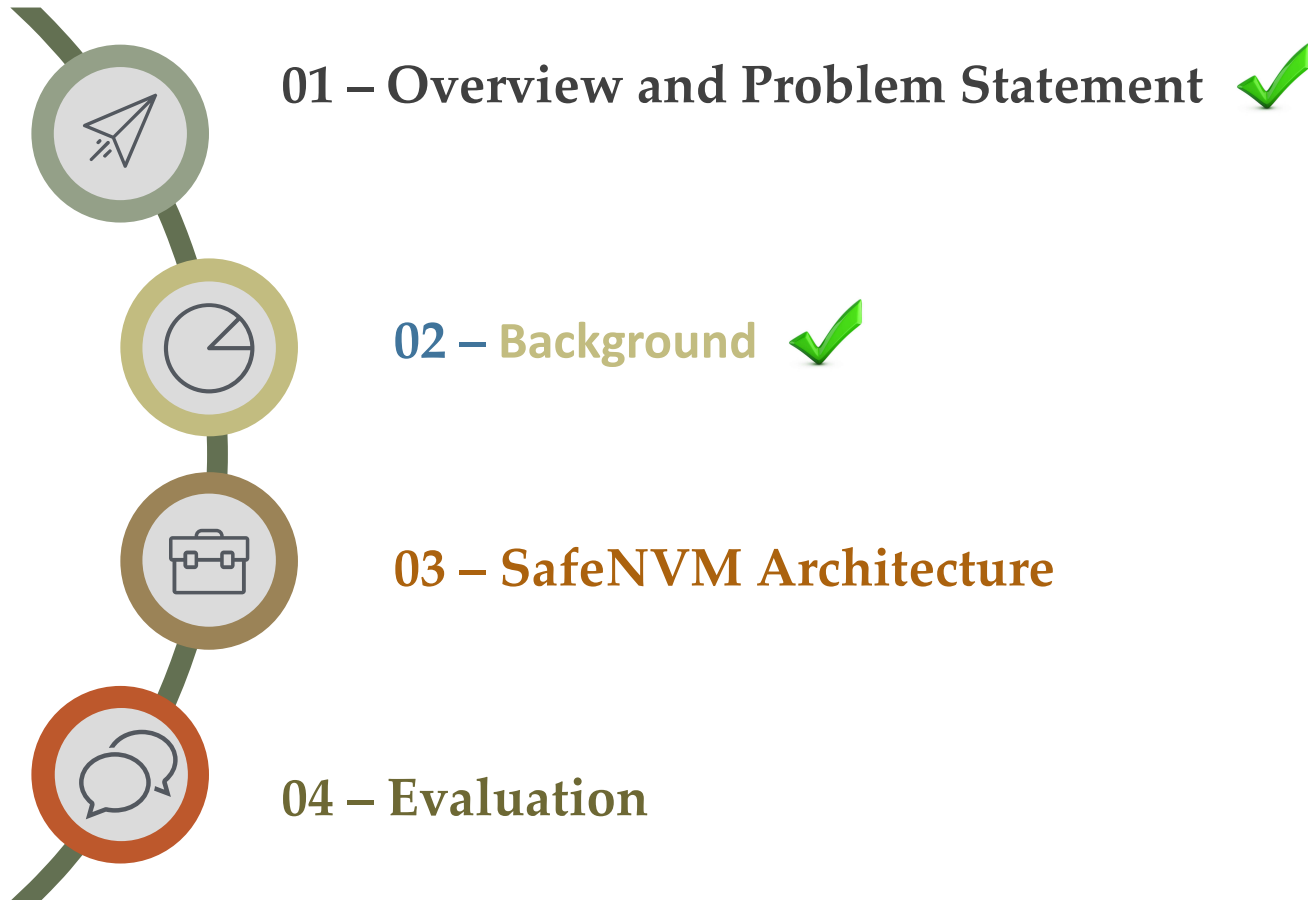 01 – Overview and Problem Statement
02 – Background
03 – SafeNVM Architecture
04 – Evaluation